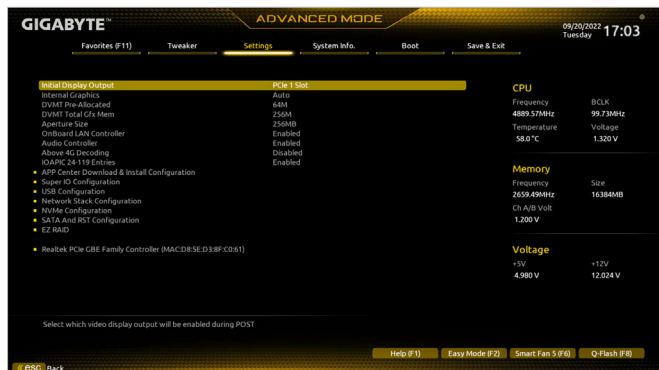 GIGABYTE™
ADVANCED MODE
09/20/2022
Tuesday
17:03
Favorites (F11) Tweaker Settings System Info. Boot Save & Exit
Initial Display Output PCIe 1 Slot
Internal Graphics Auto
DVMT Pre-Allocated 64M
DVMT Total Gfx Mem 256M
Aperture Size 256MB
OnBoard LAN Controller Enabled
Audio Controller Enabled
Above 4G Decoding Disabled
IOAPIC 24-119 Entries Enabled
APP Center Download & Install Configuration
Super IO Configuration
USB Configuration
Network Stack Configuration
NVMe Configuration
SATA And RST Configuration
EZ RAID
Realtek PCIe GBE Family Controller (MAC:D8:5E:D3:8F:C0:61)
CPU
Frequency BCLK
4889.57MHz 99.73MHz
Temperature Voltage
58.0 °C 1.320 V
Memory
Frequency Size
2659.49MHz 16384MB
Ch A/B Volt
1.200 V
Voltage
+5V +12V
4.980 V 12.024 V
Select which video display output will be enabled during POST
Help (F1) Easy Mode (F2) Smart Fan 5 (F6) Q-Flash (F8)
esc Back